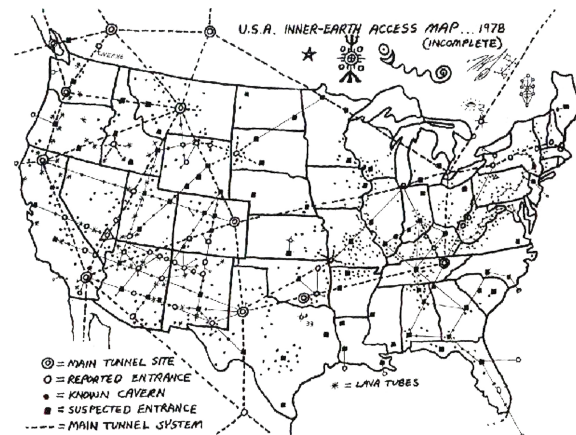 U.S.A. INNER-EARTH ACCESS MAP...1978
(INCOMPLETE)
33
◎ = MAIN TUNNEL SITE
○ = REPORTED ENTRANCE
• = KNOWN CAVERN
■ = SUSPECTED ENTRANCE
---- = MAIN TUNNEL SYSTEM
* = LAVA TUBES